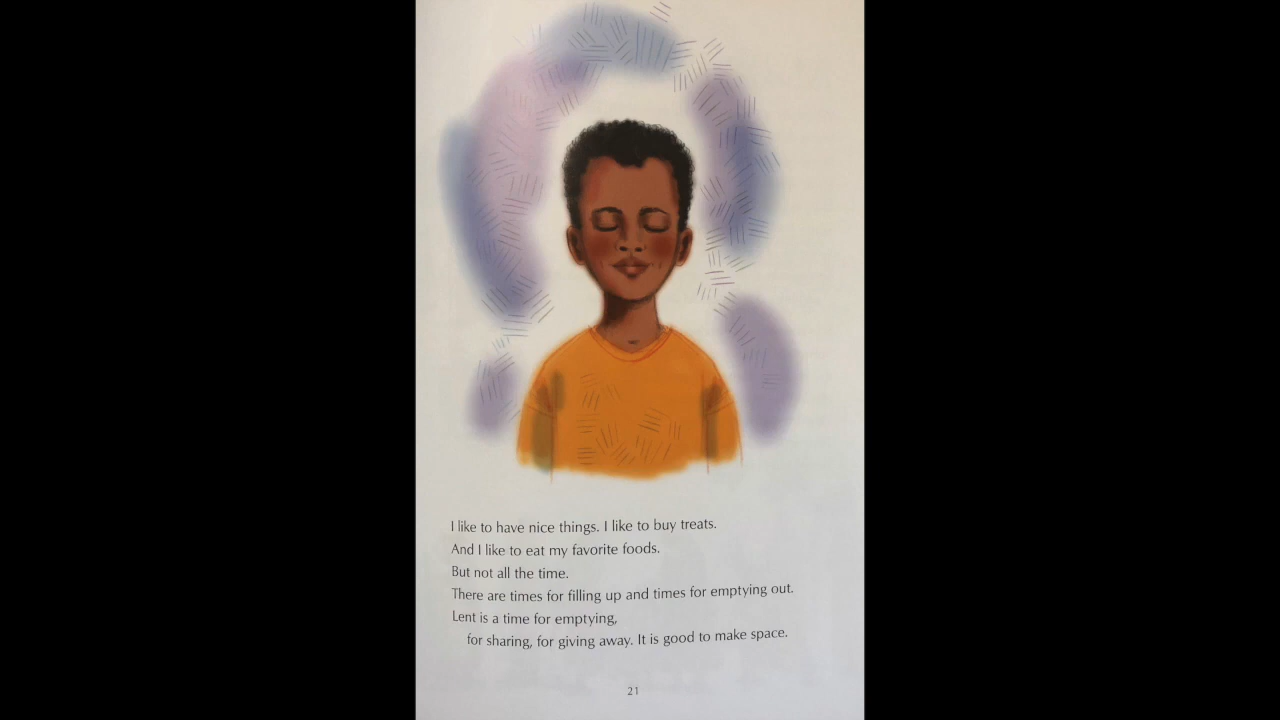 I like to have nice things. I like to buy treats.
And I like to eat my favorite foods.
But not all the time.
There are times for filling up and times for emptying out.
Lent is a time for emptying,
for sharing, for giving away. It is good to make space.
21